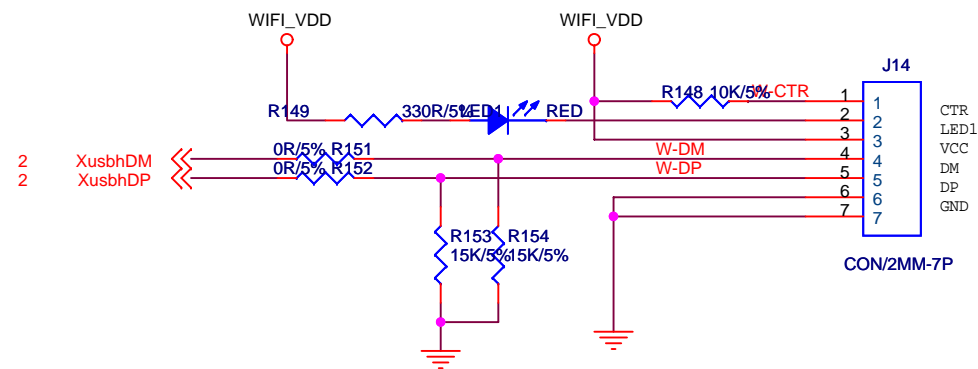 WIFI_VDD WIFI_VDD
J14
R149 330R/5% LED1 RED R148 10K/5% W-CTR 1 1 CTR
2 2 LED1
3 3 VCC
2 XusbhDM 0R/5% R151 W-DM 4 4 DM
2 XusbhDP 0R/5% R152 W-DP 5 5 DP
6 6 GND
7 7
R153 R154
15K/5% 15K/5%
CON/2MM-7P